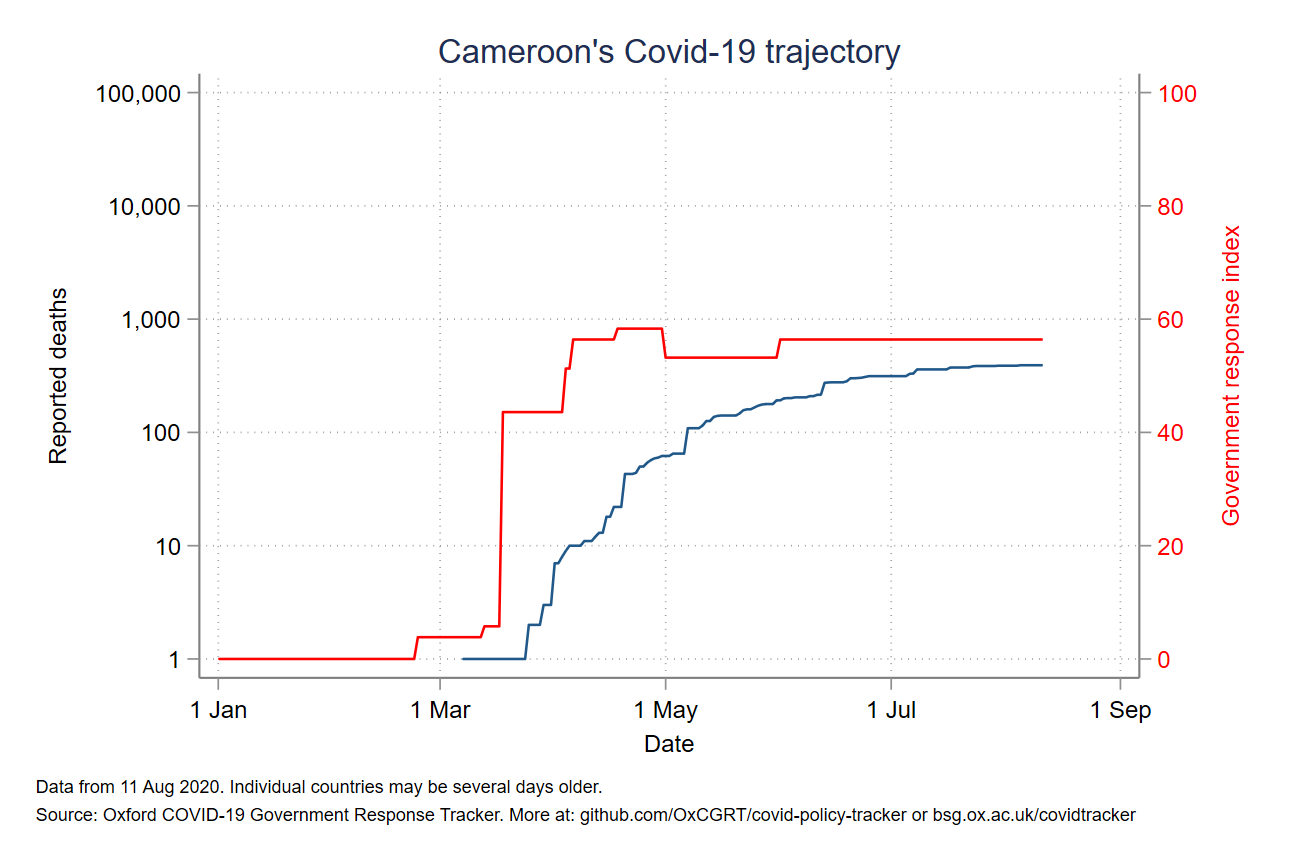 Cameroon's Covid-19 trajectory
100,000
10,000
1,000
100
10
1
Reported deaths
100
80
60
40
20
0
Government response index
1 Jan
1 Mar
1 May
1 Jul
1 Sep
Date
Data from 11 Aug 2020. Individual countries may be several days older.
Source: Oxford COVID-19 Government Response Tracker. More at: github.com/OxCGRT/covid-policy-tracker or bsg.ox.ac.uk/covidtracker